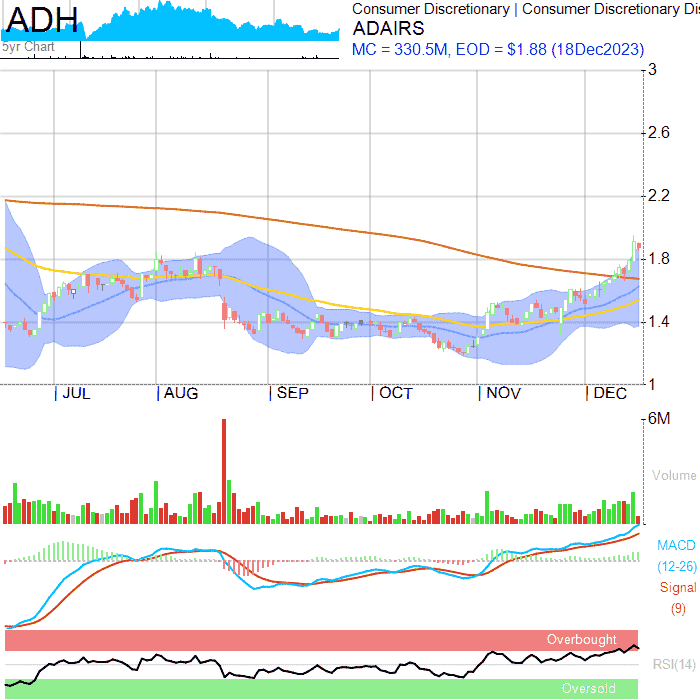 ADH
5yr Chart
Consumer Discretionary | Consumer Discretionary Dis
ADAIRS
MC = 330.5M, EOD = $1.88 (18Dec2023)
3
2.6
2.2
1.8
1.4
1
| JUL | AUG | SEP | OCT | NOV | DEC
6M
Volume
MACD
(12-26)
Signal
(9)
Overbought
RSI(14)
Oversold